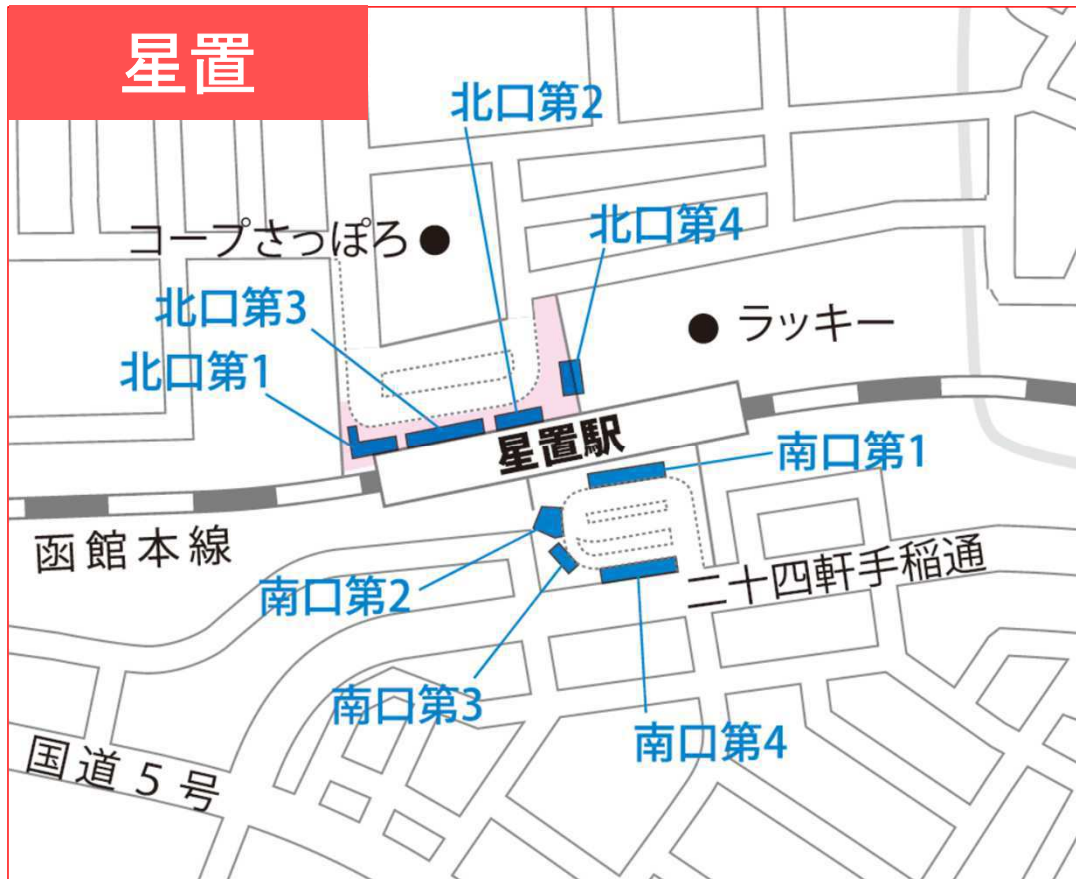 星置
北口第2
コープさっぽろ
北口第4
北口第3
ラッキー
北口第1
星置駅
南口第1
函館本線
南口第2
二十四軒手稲通
南口第3
南口第4
国道5号